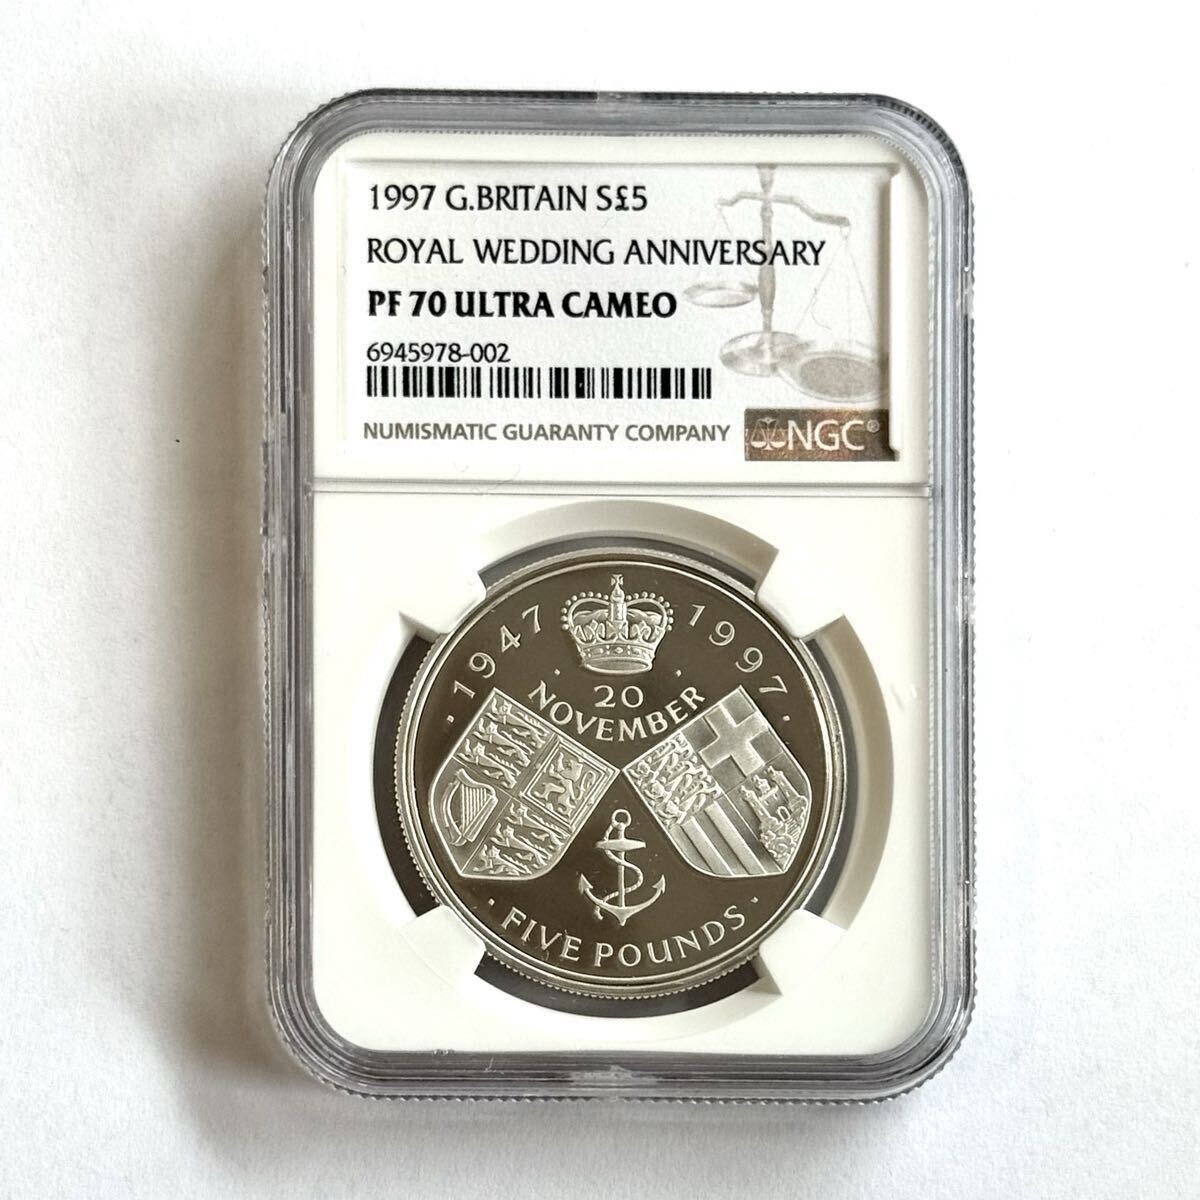 1997 G.BRITAIN S£5
ROYAL WEDDING ANNIVERSARY
PF 70 ULTRA CAMEO
6945978-002
NUMISMATIC GUARANTY COMPANY
NGC®
· 1947 · 1997 ·
20
NOVEMBER
· FIVE POUNDS ·